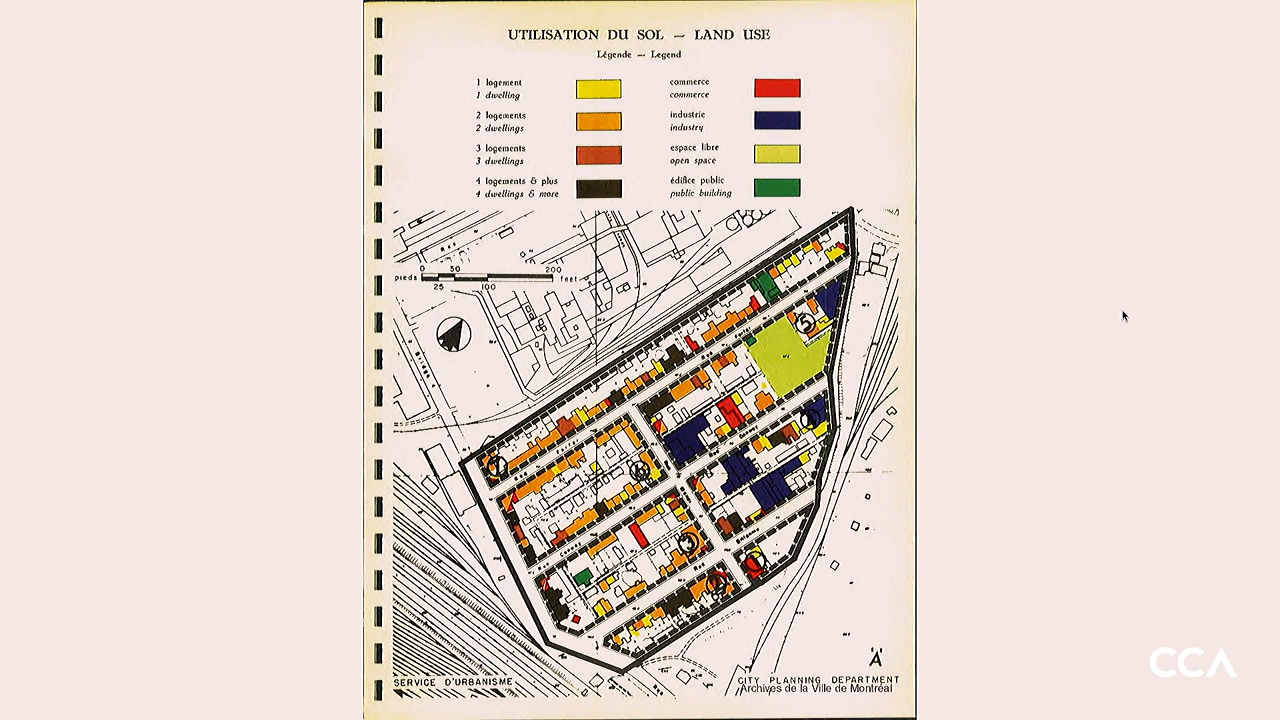 UTILISATION DU SOL — LAND USE
Légende — Legend
1 logement
1 dwelling
2 logements
2 dwellings
3 logements
3 dwellings
4 logements & plus
4 dwellings & more
commerce
commerce
industrie
industry
espace libre
open space
édifice public
public building
0 50 200
pieds feet
25 100
CCA
'A'
SERVICE D'URBANISME
CITY PLANNING DEPARTMENT
Archives de la Ville de Montréal